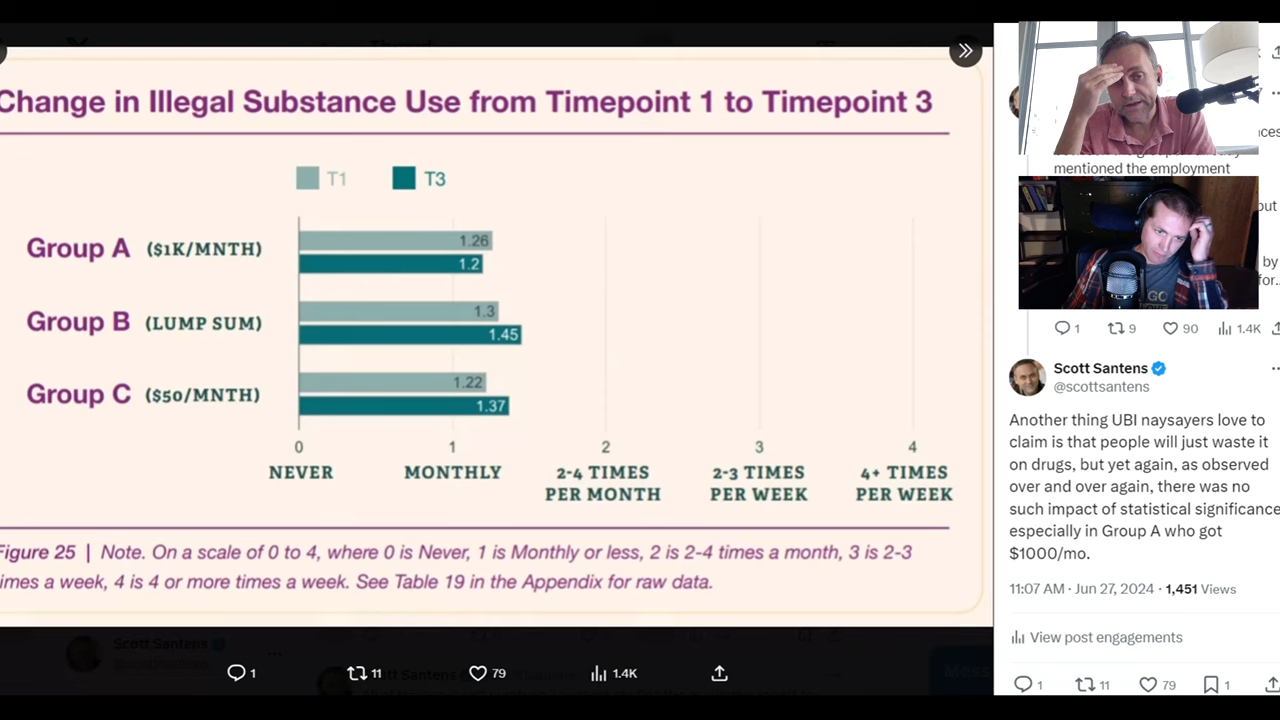 Change in Illegal Substance Use from Timepoint 1 to Timepoint 3
T1 T3
Group A ($1K/MNTH)
1.26
1.2
Group B (LUMP SUM)
1.3
1.45
Group C ($50/MNTH)
1.22
1.37
0 1 2 3 4
NEVER MONTHLY 2-4 TIMES 2-3 TIMES 4+ TIMES
PER MONTH PER WEEK PER WEEK
Figure 25 | Note. On a scale of 0 to 4, where 0 is Never, 1 is Monthly or less, 2 is 2-4 times a month, 3 is 2-3
times a week, 4 is 4 or more times a week. See Table 19 in the Appendix for raw data.
Scott Santens
1 11 79 1.4K
mentioned the employment
by
1 9 90 1.4K
Scott Santens
@scottsantens
Another thing UBI naysayers love to
claim is that people will just waste it
on drugs, but yet again, as observed
over and over again, there was no
such impact of statistical significance
especially in Group A who got
$1000/mo.
11:07 AM · Jun 27, 2024 · 1,451 Views
View post engagements
1 11 79 1